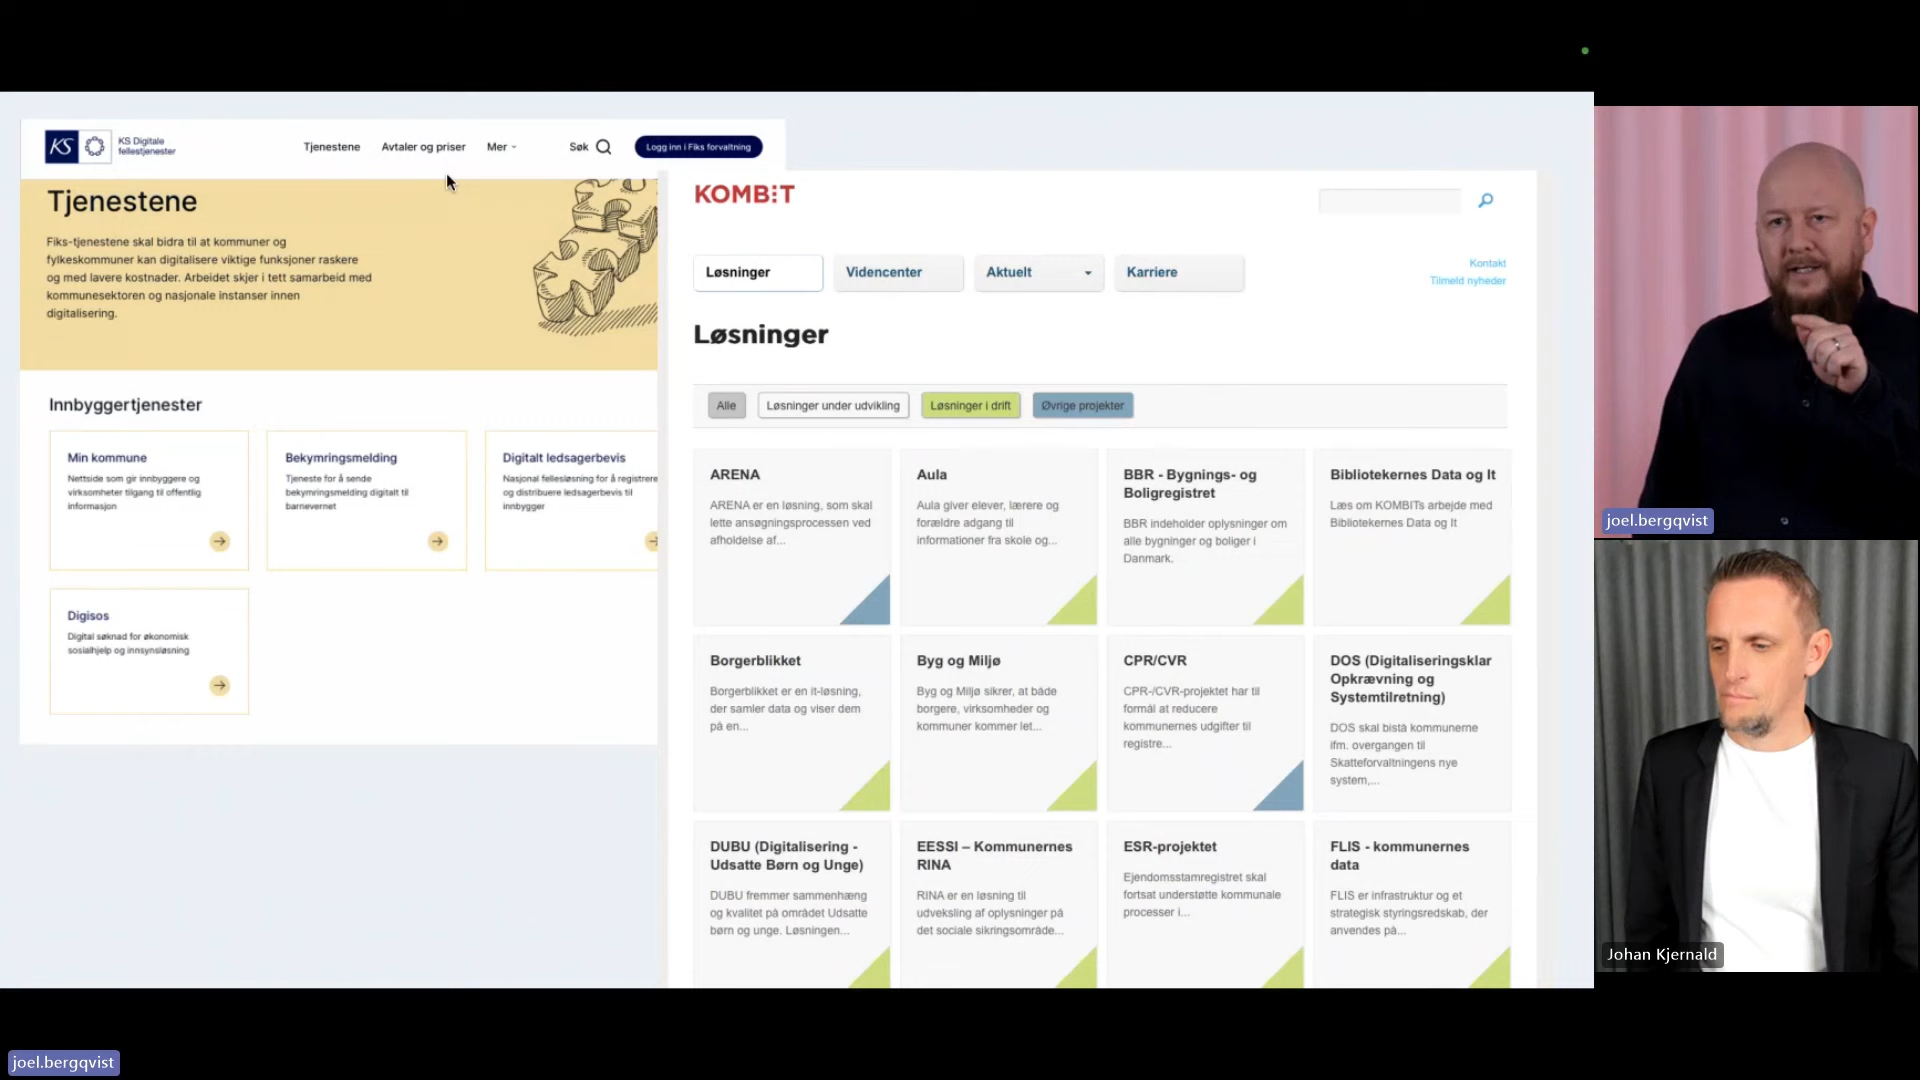 KS
KS Digitale
fellestjenester
Tjenestene
Avtaler og priser
Mer
Søk
Logg inn i Fiks forvaltning
Tjenestene
Fiks-tjenestene skal bidra til at kommuner og
fylkeskommuner kan digitalisere viktige funksjoner raskere
og med lavere kostnader. Arbeidet skjer i tett samarbeid med
kommunesektoren og nasjonale instanser innen
digitalisering.
Innbyggertjenester
Min kommune
Nettside som gir innbyggere og
virksomheter tilgang til offentlig
informasjon
Bekymringsmelding
Tjeneste for å sende
bekymringsmelding digitalt til
barnevernet
Digitalt ledsagerbevis
Nasjonal fellesløsning for å registrere
og distribuere ledsagerbevis til
innbygger
Digisos
Digital søknad for økonomisk
sosialhjelp og innsynsløsning
KOMBIT
Løsninger
Videncenter
Aktuelt
Karriere
Kontakt
Tilmeld nyheder
Løsninger
Alle
Løsninger under udvikling
Løsninger i drift
Øvrige projekter
ARENA
ARENA er en løsning, som skal
lette ansøgningsprocessen ved
afholdelse af...
Aula
Aula giver elever, lærere og
forældre adgang til
informationer fra skole og...
BBR - Bygnings- og
Boligregistret
BBR indeholder oplysninger om
alle bygninger og boliger i
Danmark.
Bibliotekernes Data og It
Læs om KOMBITs arbejde med
Bibliotekernes Data og It
Borgerblikket
Borgerblikket er en it-løsning,
der samler data og viser dem
på en...
Byg og Miljø
Byg og Miljø sikrer, at både
borgere, virksomheder og
kommuner kommer let...
CPR/CVR
CPR-/CVR-projektet har til
formål at reducere
kommunernes udgifter til
registre...
DOS (Digitaliseringsklar
Opkrævning og
Systemtilretning)
DOS skal bistå kommunerne
ifm. overgangen til
Skatteforvaltningens nye
system,...
DUBU (Digitalisering -
Udsatte Børn og Unge)
DUBU fremmer sammenhæng
og kvalitet på området Udsatte
børn og unge. Løsningen...
EESSI – Kommunernes
RINA
RINA er en løsning til
udveksling af oplysninger på
det sociale sikringsområde...
ESR-projektet
Ejendomsstamregistret skal
fortsat understøtte kommunale
processer i...
FLIS - kommunernes
data
FLIS er infrastruktur og et
strategisk styringsredskab, der
anvendes på...
joel.bergqvist
Johan Kjernald
joel.bergqvist